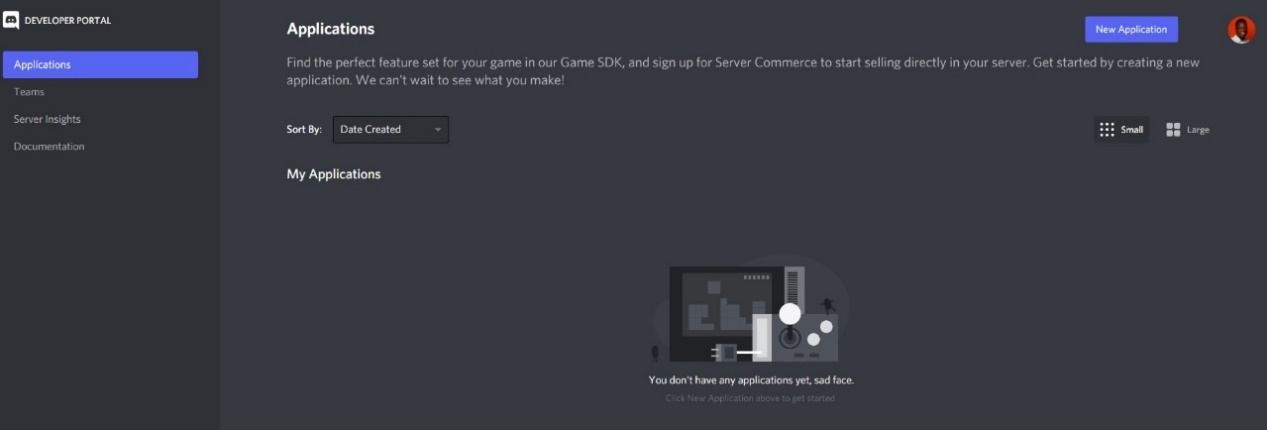 DEVELOPER PORTAL
Applications
Teams
Server Insights
Documentation
Applications
New Application
Find the perfect feature set for your game in our Game SDK, and sign up for Server Commerce to start selling directly in your server. Get started by creating a new
application. We can't wait to see what you make!
Sort By: Date Created
Small Large
My Applications
You don't have any applications yet, sad face.
Click New Application above to get started